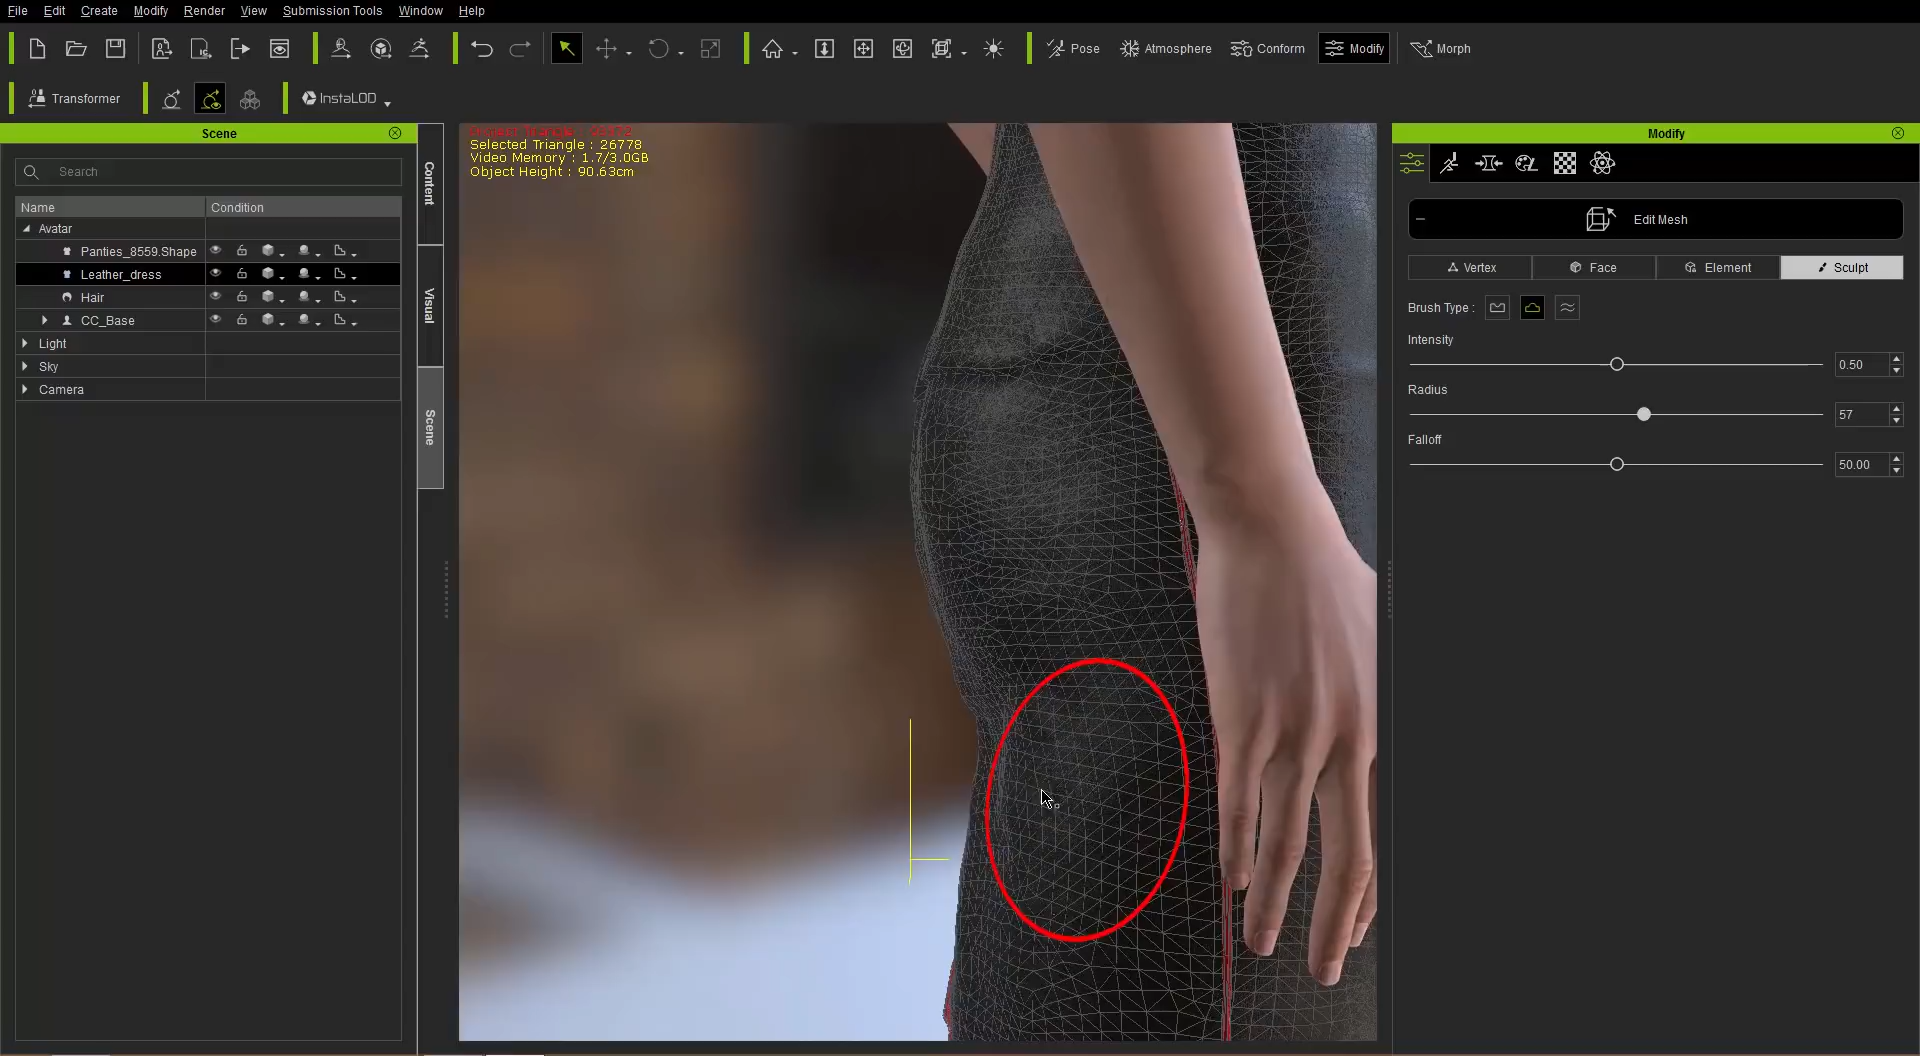 File Edit Create Modify Render View Submission Tools Window Help
Pose Atmosphere Conform Modify Morph
Transformer InstaLOD
Scene
Search
Name Condition
Avatar
Panties_8559.Shape
Leather_dress
Hair
CC_Base
Light
Sky
Camera
Content
Visual
Scene
Selected Triangle : 26778
Video Memory : 1.7/3.0GB
Object Height : 90.63cm
Modify
Edit Mesh
Vertex Face Element Sculpt
Brush Type :
Intensity
0.50
Radius
57
Falloff
50.00